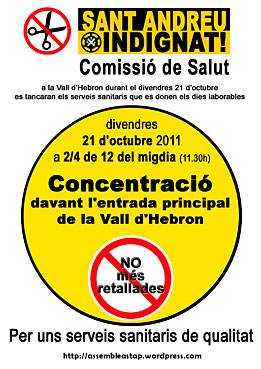 SANT ANDREU
INDIGNAT!
Comissió de Salut
a la Vall d'Hebron durant el divendres 21 d'octubre
es tancaran els serveis sanitaris que es donen els dies laborables
divendres
21 d'octubre 2011
a 2/4 de 12 del migdia (11.30h)
Concentració
davant l'entrada principal
de la Vall d'Hebron
NO
més
retallades
Per uns serveis sanitaris de qualitat
http://assembleastap.wordpress.com